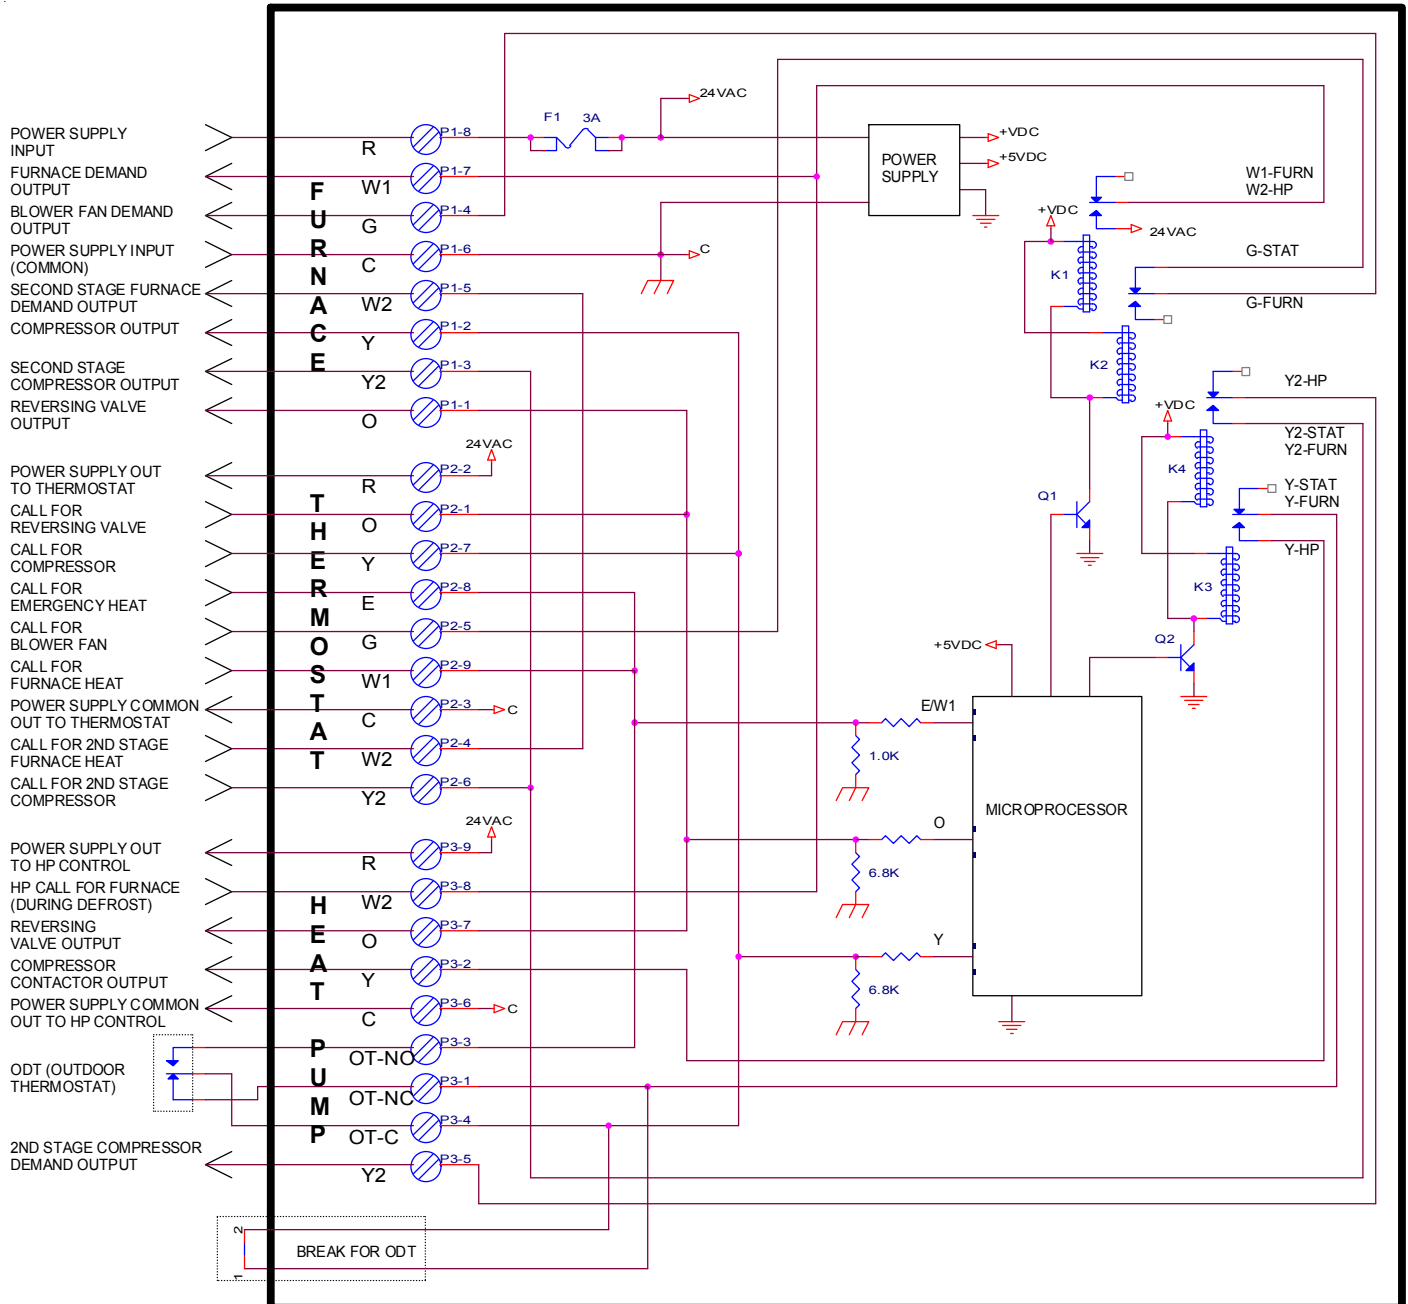 POWER SUPPLY
INPUT
R
P1-8
F1 3A
24VAC
POWER
SUPPLY
+VDC
+5VDC
FURNACE DEMAND
OUTPUT
W1
P1-7
BLOWER FAN DEMAND
OUTPUT
G
P1-4
POWER SUPPLY INPUT
(COMMON)
C
P1-6
C
SECOND STAGE FURNACE
DEMAND OUTPUT
W2
P1-5
COMPRESSOR OUTPUT
Y
P1-2
SECOND STAGE
COMPRESSOR OUTPUT
Y2
P1-3
REVERSING VALVE
OUTPUT
O
P1-1
FURNACE
POWER SUPPLY OUT
TO THERMOSTAT
R
P2-2
24VAC
CALL FOR
REVERSING VALVE
O
P2-1
CALL FOR
COMPRESSOR
Y
P2-7
CALL FOR
EMERGENCY HEAT
E
P2-8
CALL FOR
BLOWER FAN
G
P2-5
CALL FOR
FURNACE HEAT
W1
P2-9
POWER SUPPLY COMMON
OUT TO THERMOSTAT
C
P2-3
C
CALL FOR 2ND STAGE
FURNACE HEAT
W2
P2-4
CALL FOR 2ND STAGE
COMPRESSOR
Y2
P2-6
THERMOSTAT
POWER SUPPLY OUT
TO HP CONTROL
R
P3-9
24VAC
HP CALL FOR FURNACE
(DURING DEFROST)
W2
P3-8
REVERSING
VALVE OUTPUT
O
P3-7
COMPRESSOR
CONTACTOR OUTPUT
Y
P3-2
POWER SUPPLY COMMON
OUT TO HP CONTROL
C
P3-6
C
OT-NO
P3-3
ODT (OUTDOOR
THERMOSTAT)
OT-NC
P3-1
OT-C
P3-4
2ND STAGE COMPRESSOR
DEMAND OUTPUT
Y2
P3-5
HEAT PUMP
2
1
BREAK FOR ODT
W1-FURN
W2-HP
+VDC
24VAC
K1
G-STAT
G-FURN
K2
Y2-HP
+VDC
Y2-STAT
Y2-FURN
K4
Y-STAT
Y-FURN
Y-HP
K3
Q1
Q2
+5VDC
E/W1
1.0K
MICROPROCESSOR
O
6.8K
Y
6.8K